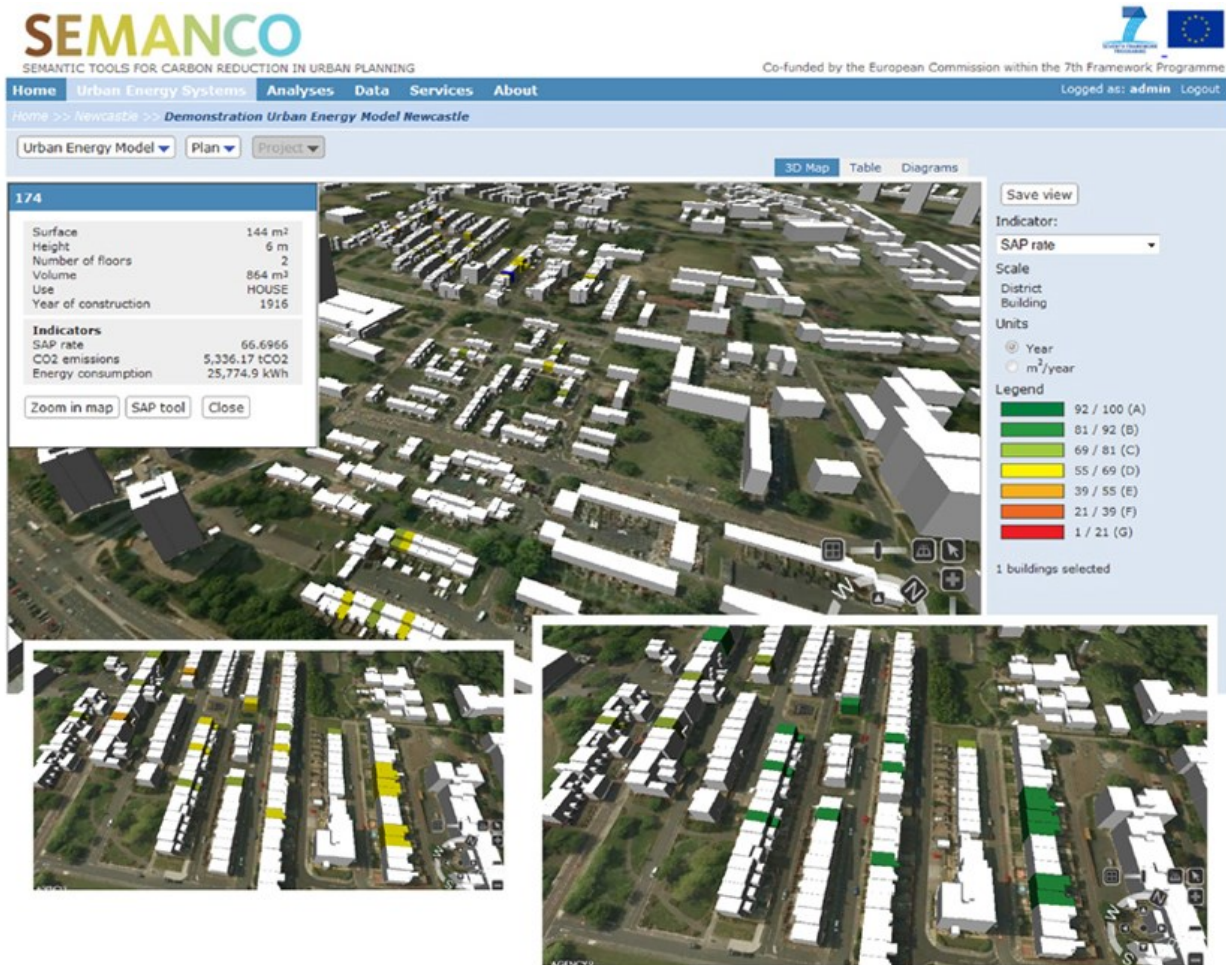 SEMANCO
SEMANTIC TOOLS FOR CARBON REDUCTION IN URBAN PLANNING
7
SEVENTH FRAMEWORK
PROGRAMME
Co-funded by the European Commission within the 7th Framework Programme
Home Urban Energy Systems Analyses Data Services About Logged as: admin Logout
Home >> Newcastle >> Demonstration Urban Energy Model Newcastle
Urban Energy Model Plan Project
3D Map Table Diagrams
174
Surface 144 m²
Height 6 m
Number of floors 2
Volume 864 m³
Use HOUSE
Year of construction 1916
Indicators
SAP rate 66.6966
CO2 emissions 5,336.17 tCO2
Energy consumption 25,774.9 kWh
Zoom in map SAP tool Close
Save view
Indicator:
SAP rate
Scale
District
Building
Units
Year
m²/year
Legend
92 / 100 (A)
81 / 92 (B)
69 / 81 (C)
55 / 69 (D)
39 / 55 (E)
21 / 39 (F)
1 / 21 (G)
1 buildings selected
W N
W N
W N
S